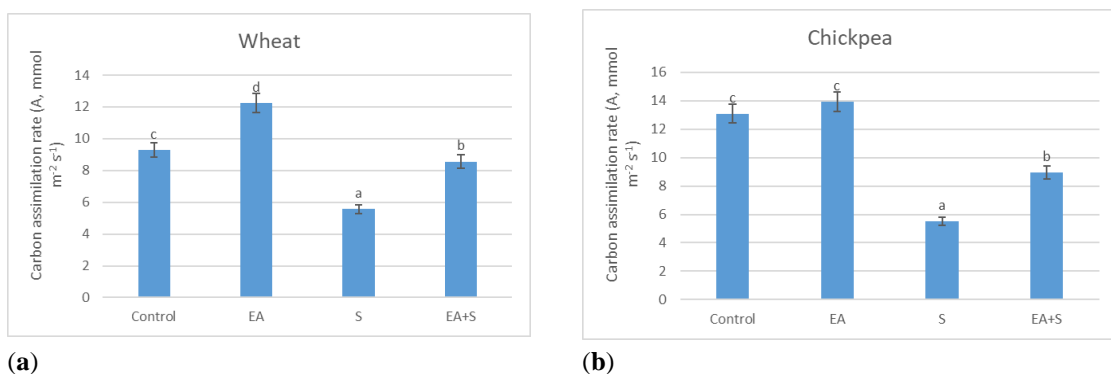 Wheat
Carbon assimilation rate (A, mmol
m⁻² s⁻¹)
14
12
10
8
6
4
2
0
c
d
a
b
Control EA S EA+S
(a)
Chickpea
Carbon assimilation rate (A, mmol
m⁻² s⁻¹)
16
14
12
10
8
6
4
2
0
c
c
a
b
Control EA S EA+S
(b)